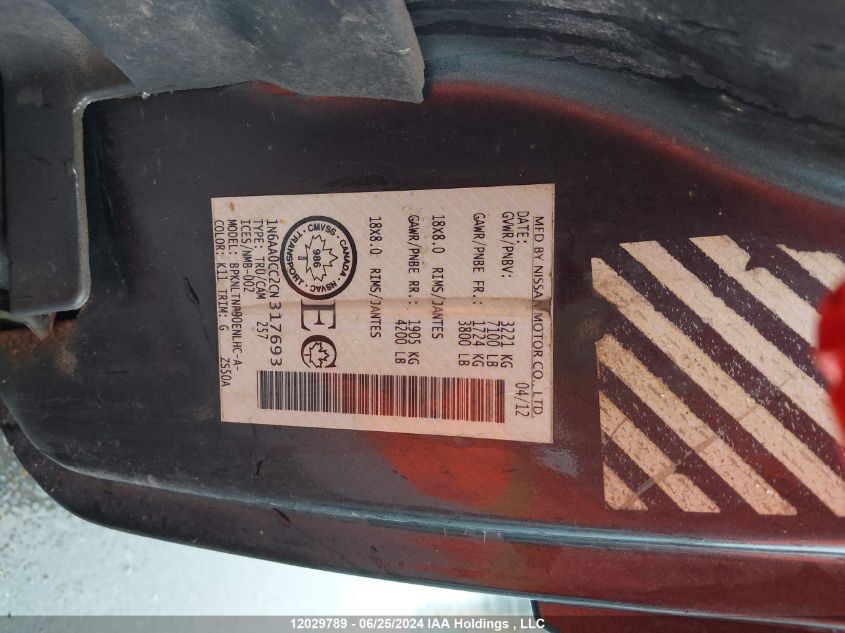 MFD BY NISSAN MOTOR CO., LTD.
DATE: 04/12
GVWR/PNBV: 3221 KG
7100 LB
GAWR/PNBE FR.: 1724 KG
3800 LB
18x8.0 RIMS/JANTES
GAWR/PNBE RR.: 1905 KG
4200 LB
18x8.0 RIMS/JANTES
CANADA
CMVSS
NSVAC
TRANSPORT
986
1N6AA0CC2CN317693
TYPE: TRU/CAM 257
ICES/NMB-002
MODEL: BPKNLTNP90ENLHC-A-
COLOR: K11 TRIM: G ZS50A
12029789 - 06/25/2024 IAA Holdings , LLC